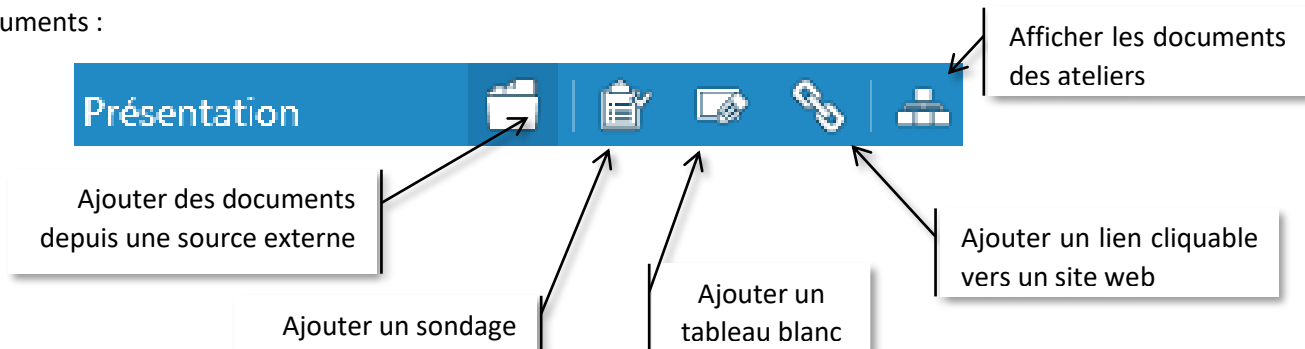 uments :
Afficher les documents
des ateliers
Présentation
Ajouter des documents
depuis une source externe
Ajouter un lien cliquable
vers un site web
Ajouter un sondage
Ajouter un
tableau blanc